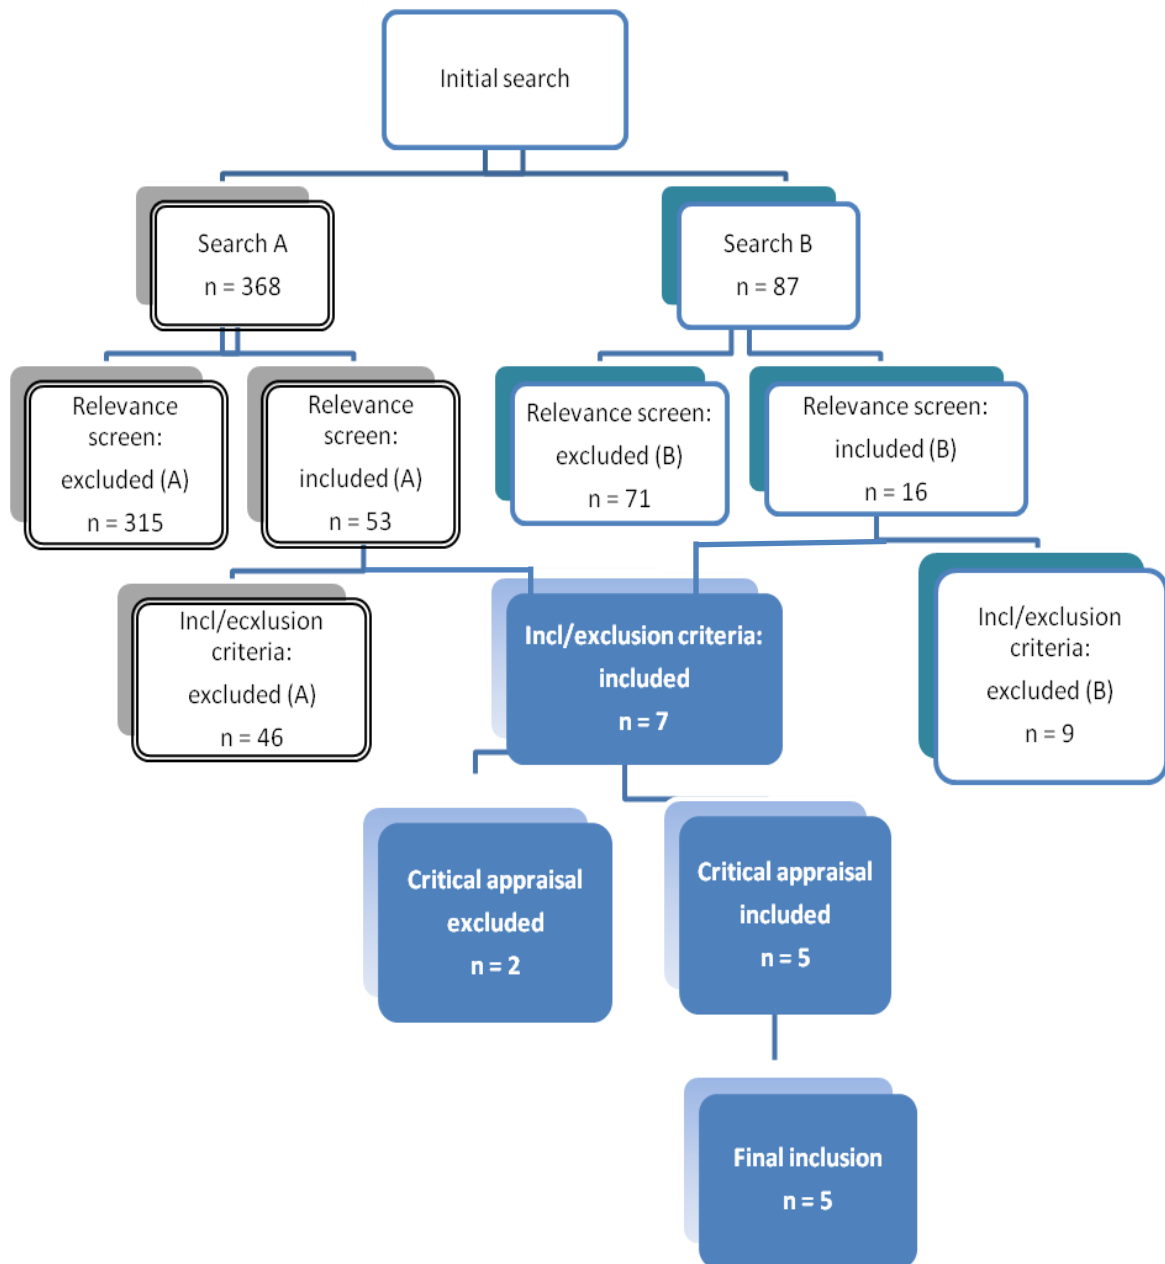 Initial search
Search A
n = 368
Search B
n = 87
Relevance
screen:
excluded (A)
n = 315
Relevance
screen:
included (A)
n = 53
Relevance screen:
excluded (B)
n = 71
Relevance screen:
included (B)
n = 16
Incl/ecxlusion
criteria:
excluded (A)
n = 46
Incl/exclusion criteria:
included
n = 7
Incl/exclusion
criteria:
excluded (B)
n = 9
Critical appraisal
excluded
n = 2
Critical appraisal
included
n = 5
Final inclusion
n = 5